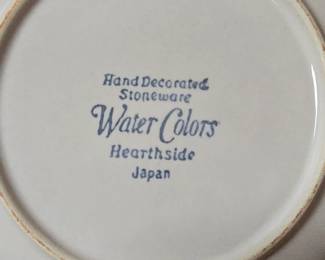 Hand Decorated
Stoneware
Water Colors
Hearthside
Japan